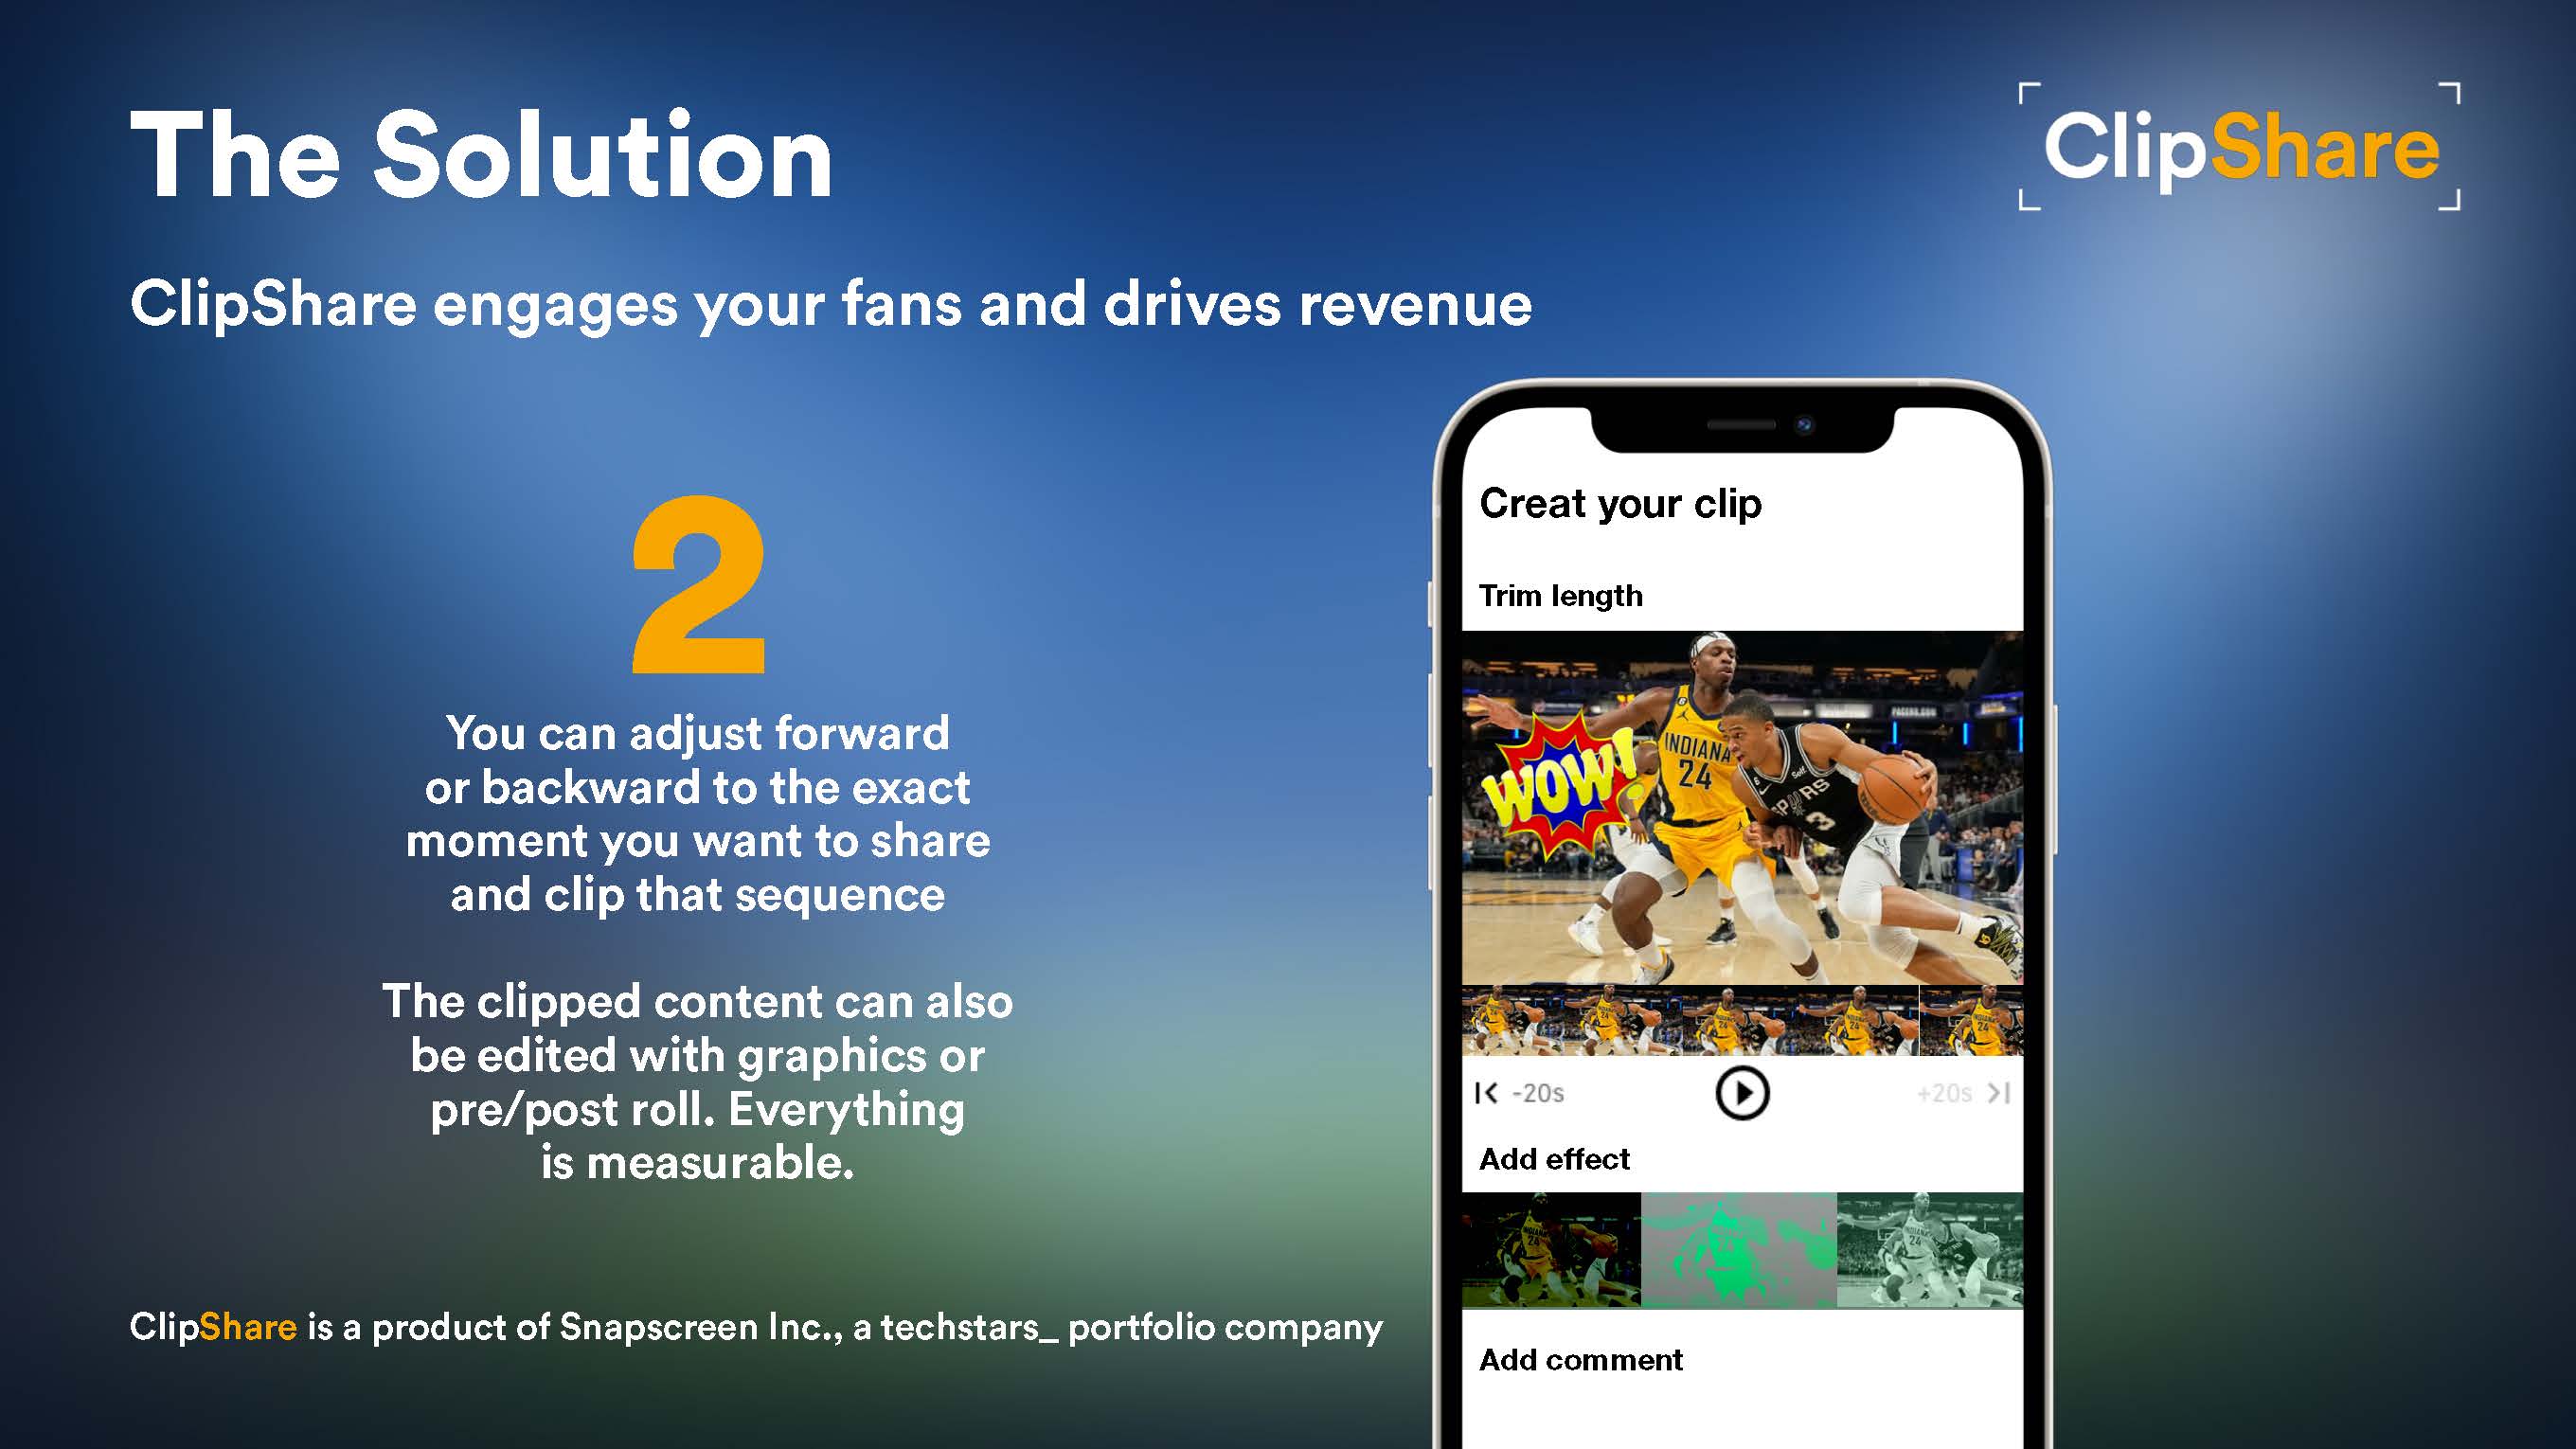 The Solution
ClipShare
ClipShare engages your fans and drives revenue
2
You can adjust forward
or backward to the exact
moment you want to share
and clip that sequence
The clipped content can also
be edited with graphics or
pre/post roll. Everything
is measurable.
ClipShare is a product of Snapscreen Inc., a techstars_ portfolio company
Creat your clip
Trim length
PACERS.COM
WOW!
INDIANA
24
SPURS
3
-20s
+20s
Add effect
Add comment